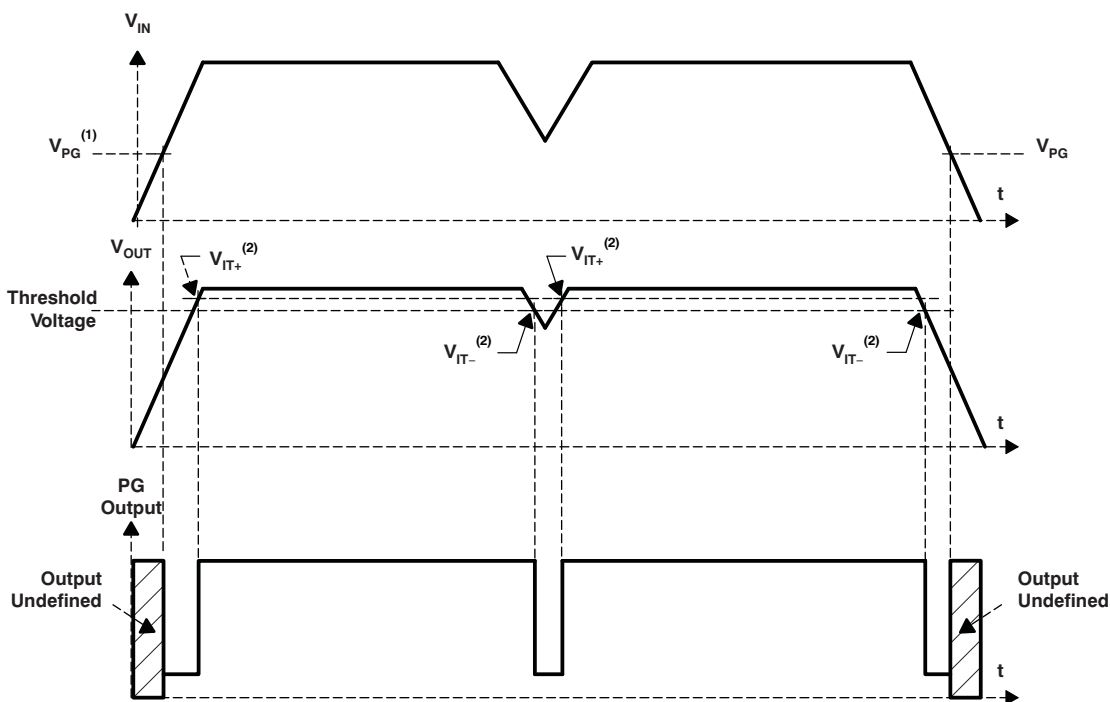 V_IN
V_PG (1)
V_PG
t
V_OUT
V_IT+ (2)
V_IT+ (2)
Threshold
Voltage
V_IT– (2)
V_IT– (2)
t
PG
Output
Output
Undefined
Output
Undefined
t